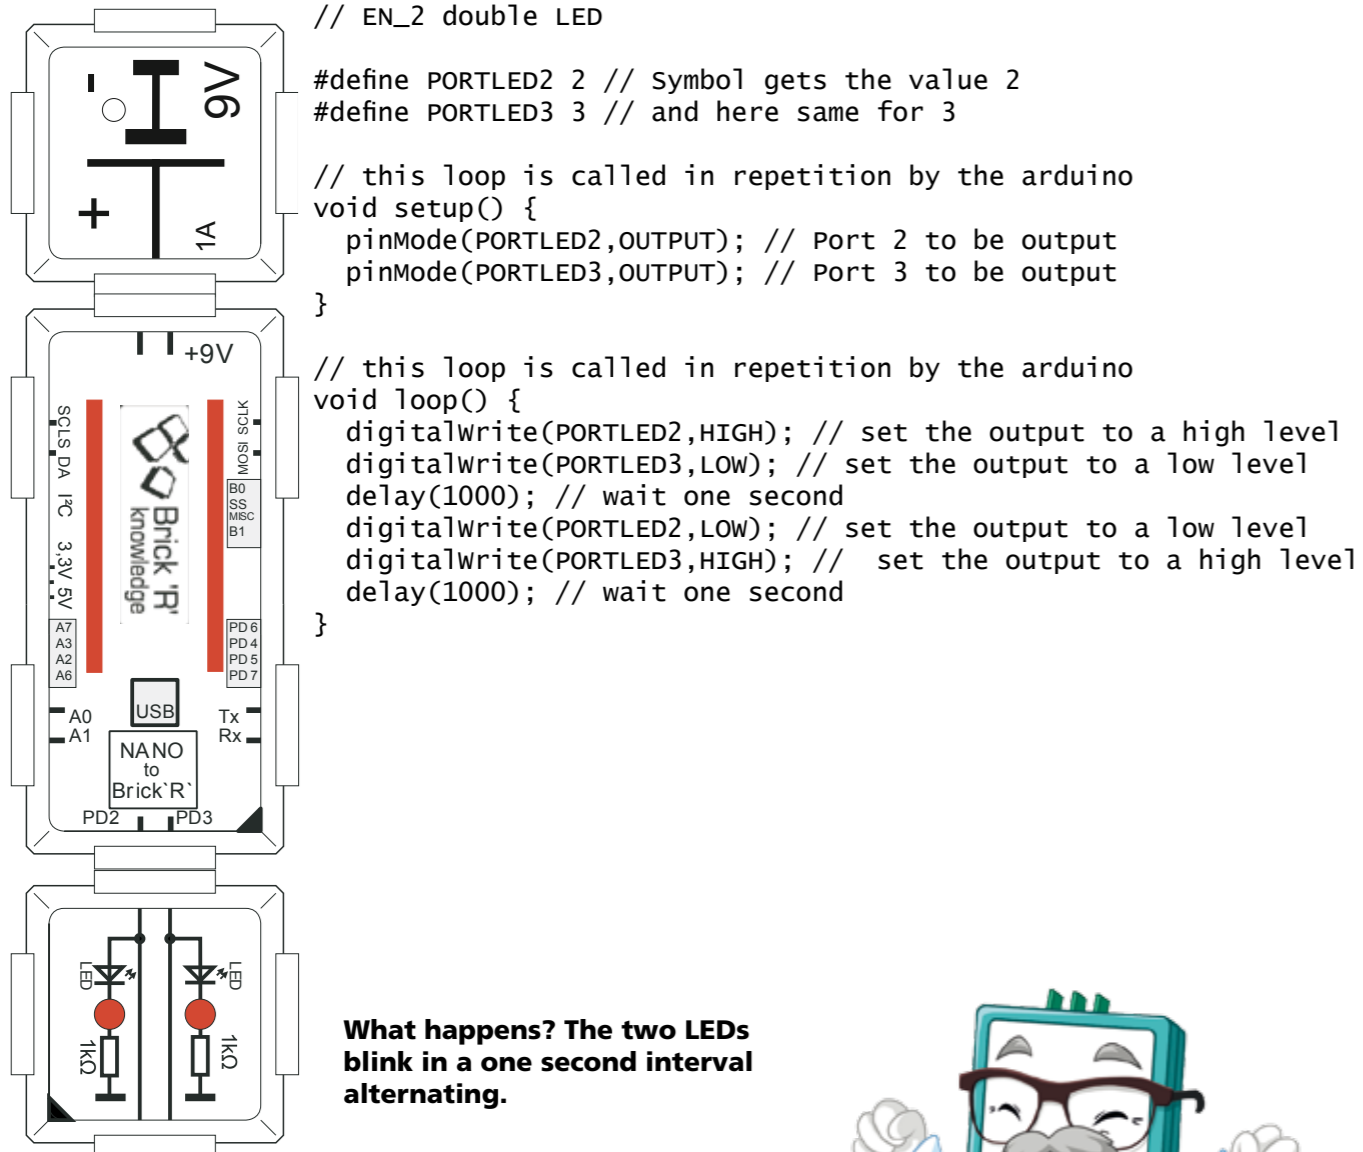 // EN_2 double LED
#define PORTLED2 2 // Symbol gets the value 2
#define PORTLED3 3 // and here same for 3
// this loop is called in repetition by the arduino
void setup() {
pinMode(PORTLED2,OUTPUT); // Port 2 to be output
pinMode(PORTLED3,OUTPUT); // Port 3 to be output
}
// this loop is called in repetition by the arduino
void loop() {
digitalWrite(PORTLED2,HIGH); // set the output to a high level
digitalWrite(PORTLED3,LOW); // set the output to a low level
delay(1000); // wait one second
digitalWrite(PORTLED2,LOW); // set the output to a low level
digitalWrite(PORTLED3,HIGH); //  set the output to a high level
delay(1000); // wait one second
}
-
9V
+
1A
+9V
SCLS DA I²C 3,3V 5V
MOSI SCLK
Brick 'R'
knowledge
B0
SS
MISC
B1
A7
A3
A2
A6
PD6
PD4
PD5
PD7
USB
A0
A1
Tx
Rx
NANO
to
Brick`R`
PD2
PD3
LED
LED
1kΩ
1kΩ
What happens? The two LEDs
blink in a one second interval
alternating.